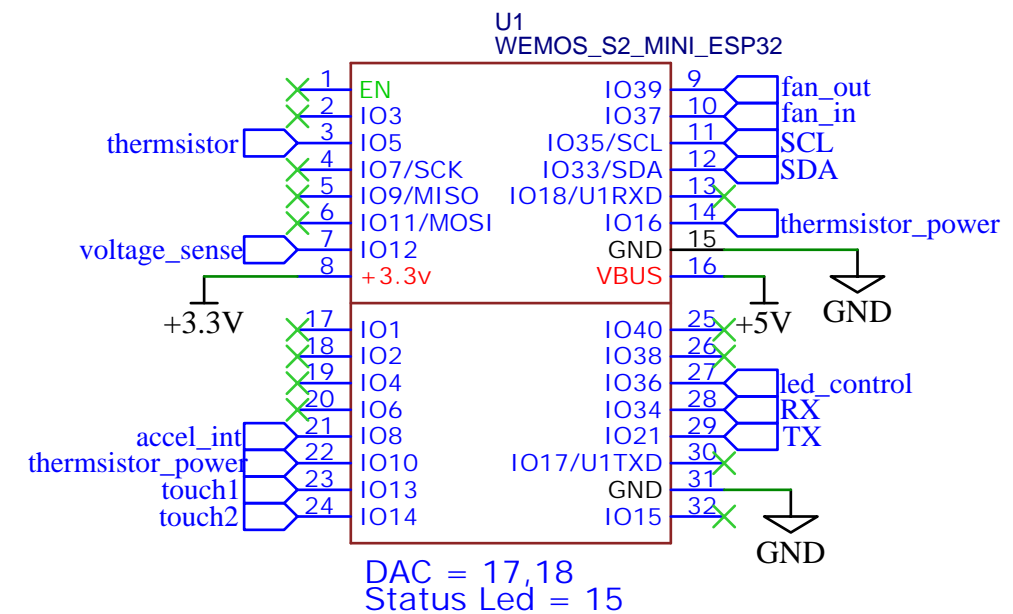 U1
WEMOS_S2_MINI_ESP32
1 EN IO39 9 fan_out
2 IO3 IO37 10 fan_in
thermsistor 3 IO5 IO35/SCL 11 SCL
4 IO7/SCK IO33/SDA 12 SDA
5 IO9/MISO IO18/U1RXD 13
6 IO11/MOSI IO16 14 thermsistor_power
voltage_sense 7 IO12 GND 15
8 +3.3v VBUS 16
+3.3V +5V GND
17 IO1 IO40 25
18 IO2 IO38 26
19 IO4 IO36 27 led_control
20 IO6 IO34 28 RX
accel_int 21 IO8 IO21 29 TX
thermsistor_power 22 IO10 IO17/U1TXD 30
touch1 23 IO13 GND 31
touch2 24 IO14 IO15 32
GND
DAC = 17,18
Status Led = 15